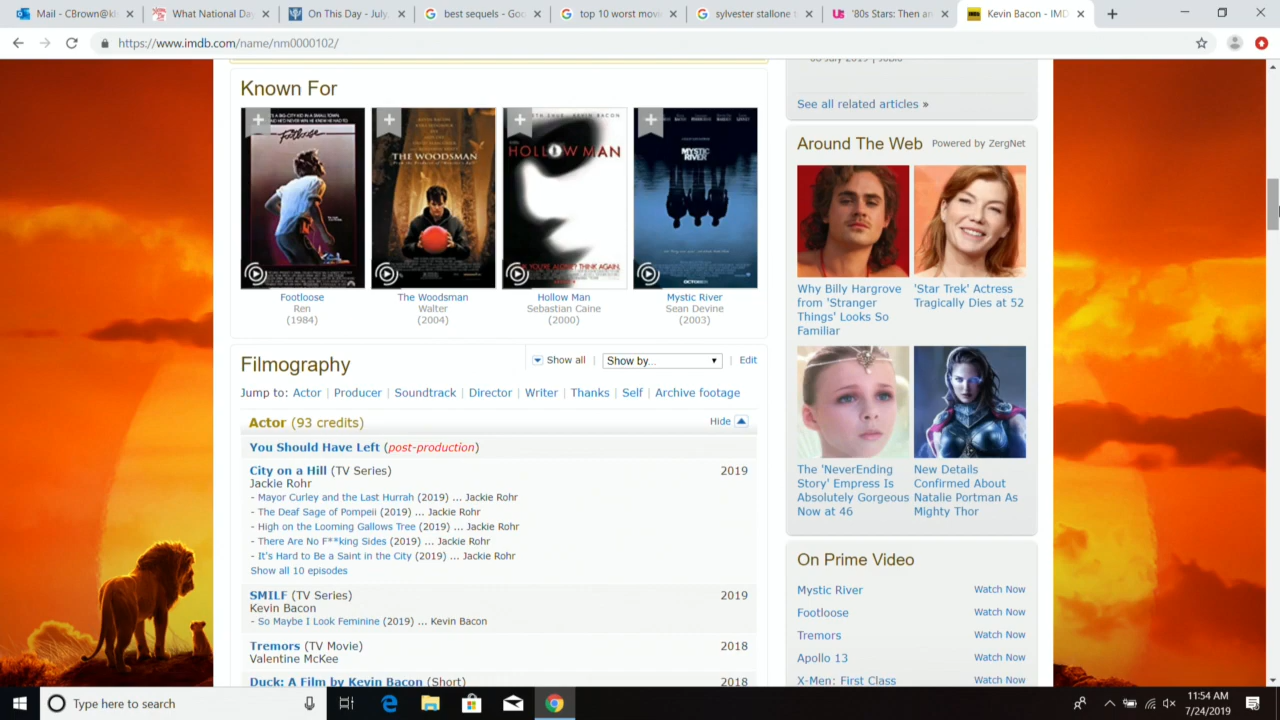 Mail - CBrown@k
What National Da
On This Day - July
best sequels - Goo
top 10 worst movi
sylvester stallone t
'80s Stars: Then an
Kevin Bacon - IMD
https://www.imdb.com/name/nm0000102/
Known For
Footloose
THE WOODSMAN
HOLLOW MAN
MYSTIC RIVER
Footloose
Ren
(1984)
The Woodsman
Walter
(2004)
Hollow Man
Sebastian Caine
(2000)
Mystic River
Sean Devine
(2003)
Filmography
Show all | Show by... | Edit
Jump to: Actor | Producer | Soundtrack | Director | Writer | Thanks | Self | Archive footage
Actor (93 credits) Hide
You Should Have Left (post-production)
City on a Hill (TV Series) 2019
Jackie Rohr
- Mayor Curley and the Last Hurrah (2019) ... Jackie Rohr
- The Deaf Sage of Pompeii (2019) ... Jackie Rohr
- High on the Looming Gallows Tree (2019) ... Jackie Rohr
- There Are No F**king Sides (2019) ... Jackie Rohr
- It's Hard to Be a Saint in the City (2019) ... Jackie Rohr
Show all 10 episodes
SMILF (TV Series) 2019
Kevin Bacon
- So Maybe I Look Feminine (2019) ... Kevin Bacon
Tremors (TV Movie) 2018
Valentine McKee
Duck: A Film by Kevin Bacon (Short) 2018
See all related articles »
Around The Web Powered by ZergNet
Why Billy Hargrove
from 'Stranger
Things' Looks So
Familiar
'Star Trek' Actress
Tragically Dies at 52
The 'NeverEnding
Story' Empress Is
Absolutely Gorgeous
Now at 46
New Details
Confirmed About
Natalie Portman As
Mighty Thor
On Prime Video
Mystic River Watch Now
Footloose Watch Now
Tremors Watch Now
Apollo 13 Watch Now
X-Men: First Class Watch Now
Type here to search
11:54 AM
7/24/2019